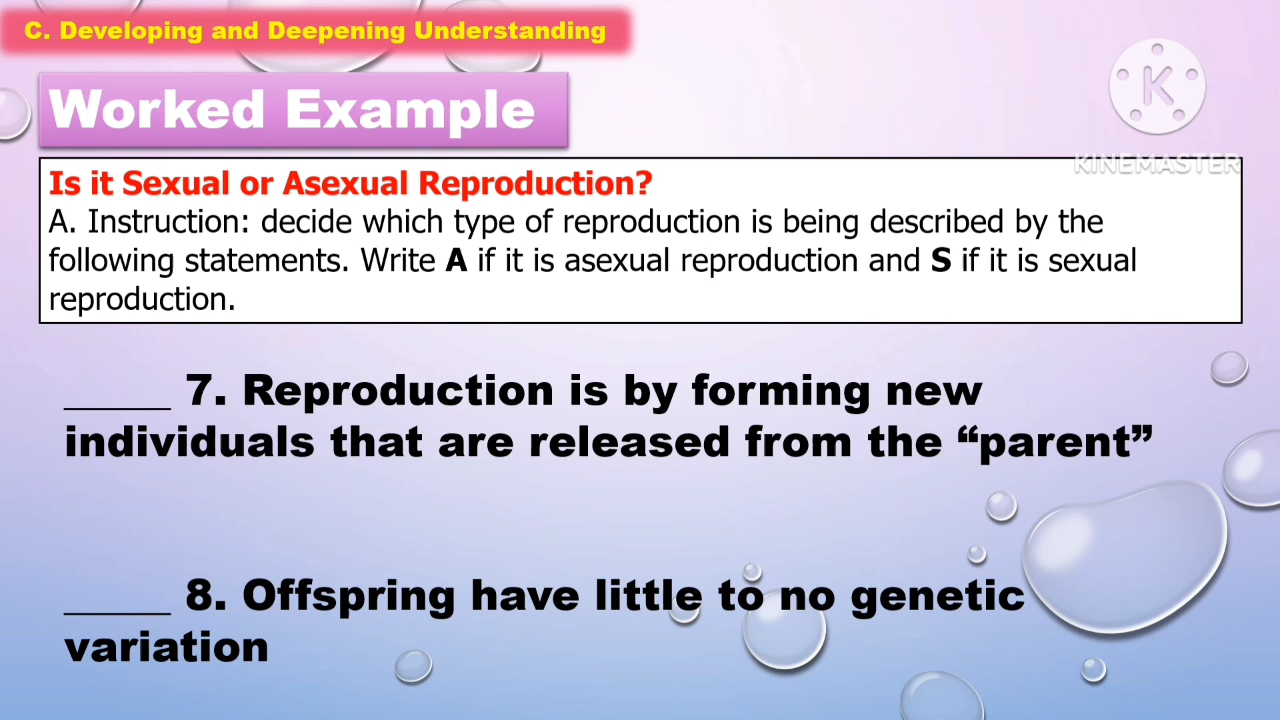 C. Developing and Deepening Understanding
Worked Example
K
KINEMASTER
Is it Sexual or Asexual Reproduction?
A. Instruction: decide which type of reproduction is being described by the
following statements. Write A if it is asexual reproduction and S if it is sexual
reproduction.
_____ 7. Reproduction is by forming new
individuals that are released from the “parent”
_____ 8. Offspring have little to no genetic
variation